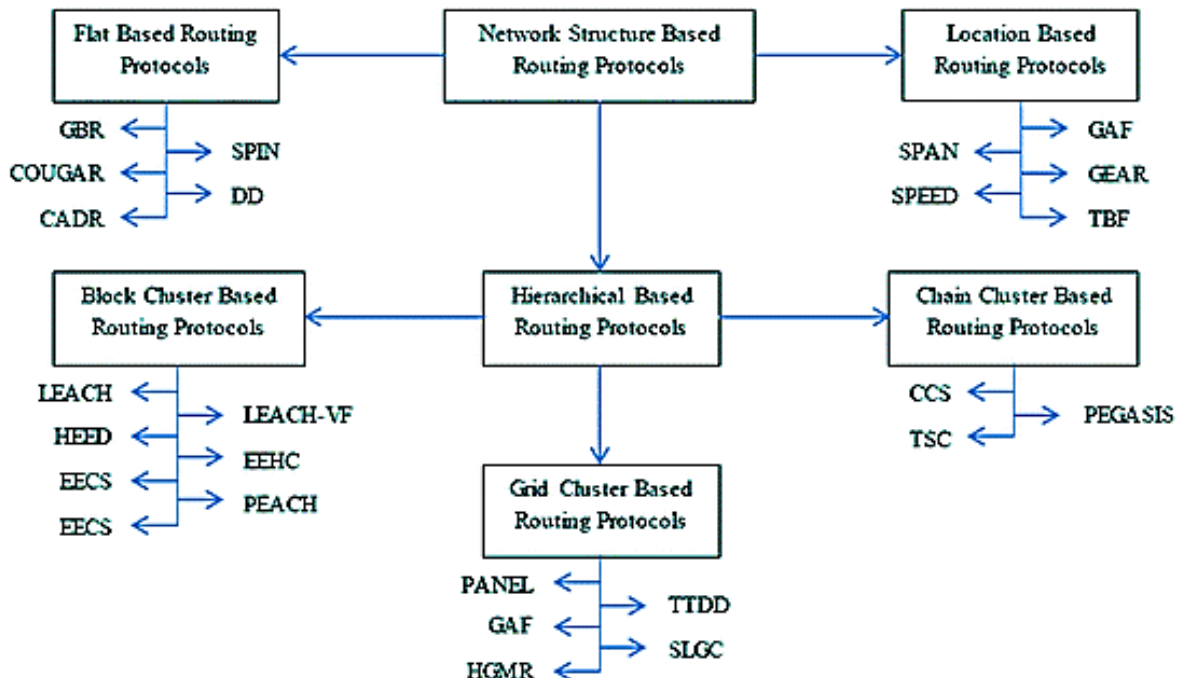 Flat Based Routing
Protocols
Network Structure Based
Routing Protocols
Location Based
Routing Protocols
GBR
SPIN
COUGAR
DD
CADR
GAF
SPAN
GEAR
SPEED
TBF
Block Cluster Based
Routing Protocols
Hierarchical Based
Routing Protocols
Chain Cluster Based
Routing Protocols
LEACH
LEACH-VF
HEED
EEHC
EECS
PEACH
EECS
CCS
PEGASIS
TSC
Grid Cluster Based
Routing Protocols
PANEL
TTDD
GAF
SLGC
HGMR